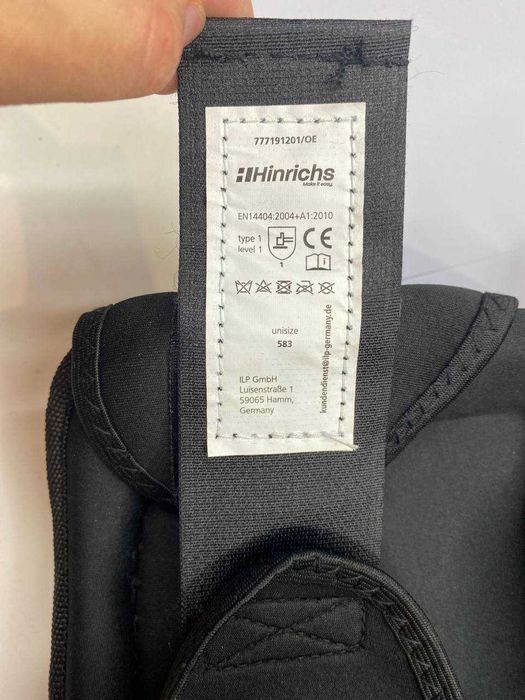 777191201/OE
Hinrichs
Make it easy.
EN14404:2004+A1:2010
type 1
level 1
CE
1
unisize
583
ILP GmbH
Luisenstraße 1
59065 Hamm,
Germany
kundendienst@ilp-germany.de